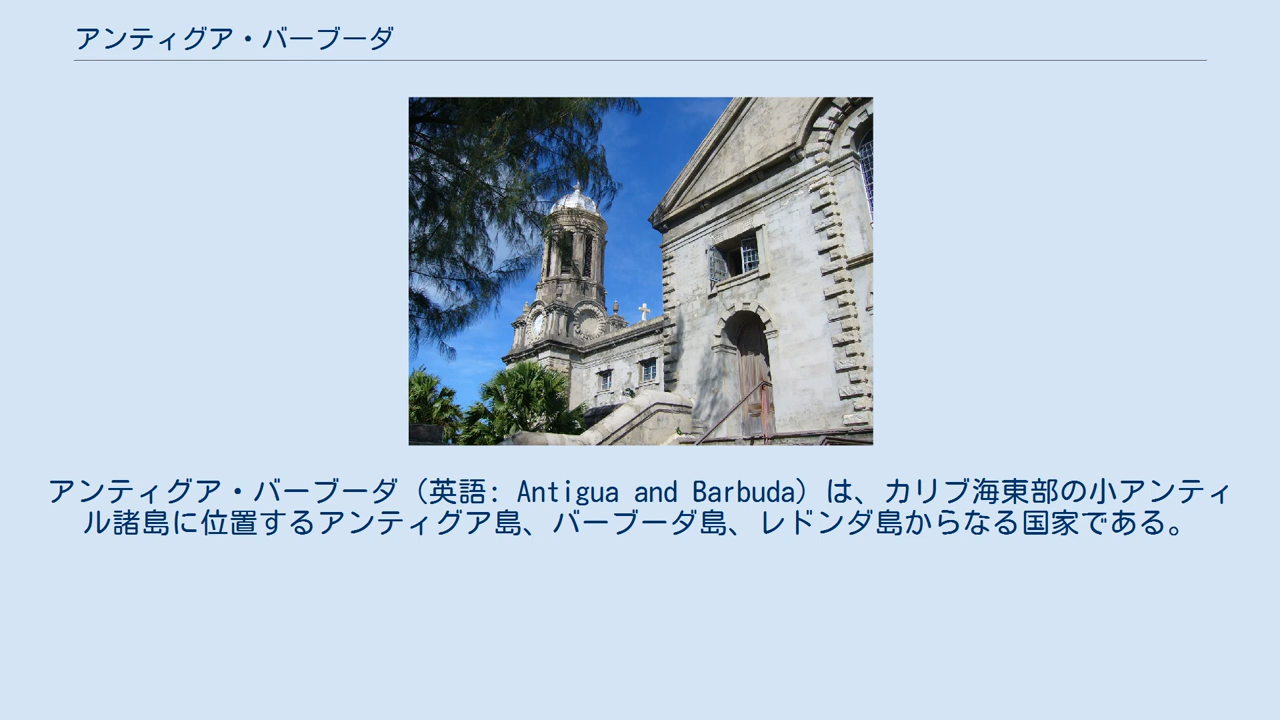 アンティグア・バーブーダ
アンティグア・バーブーダ（英語: Antigua and Barbuda）は、カリブ海東部の小アンティ
ル諸島に位置するアンティグア島、バーブーダ島、レドンダ島からなる国家である。